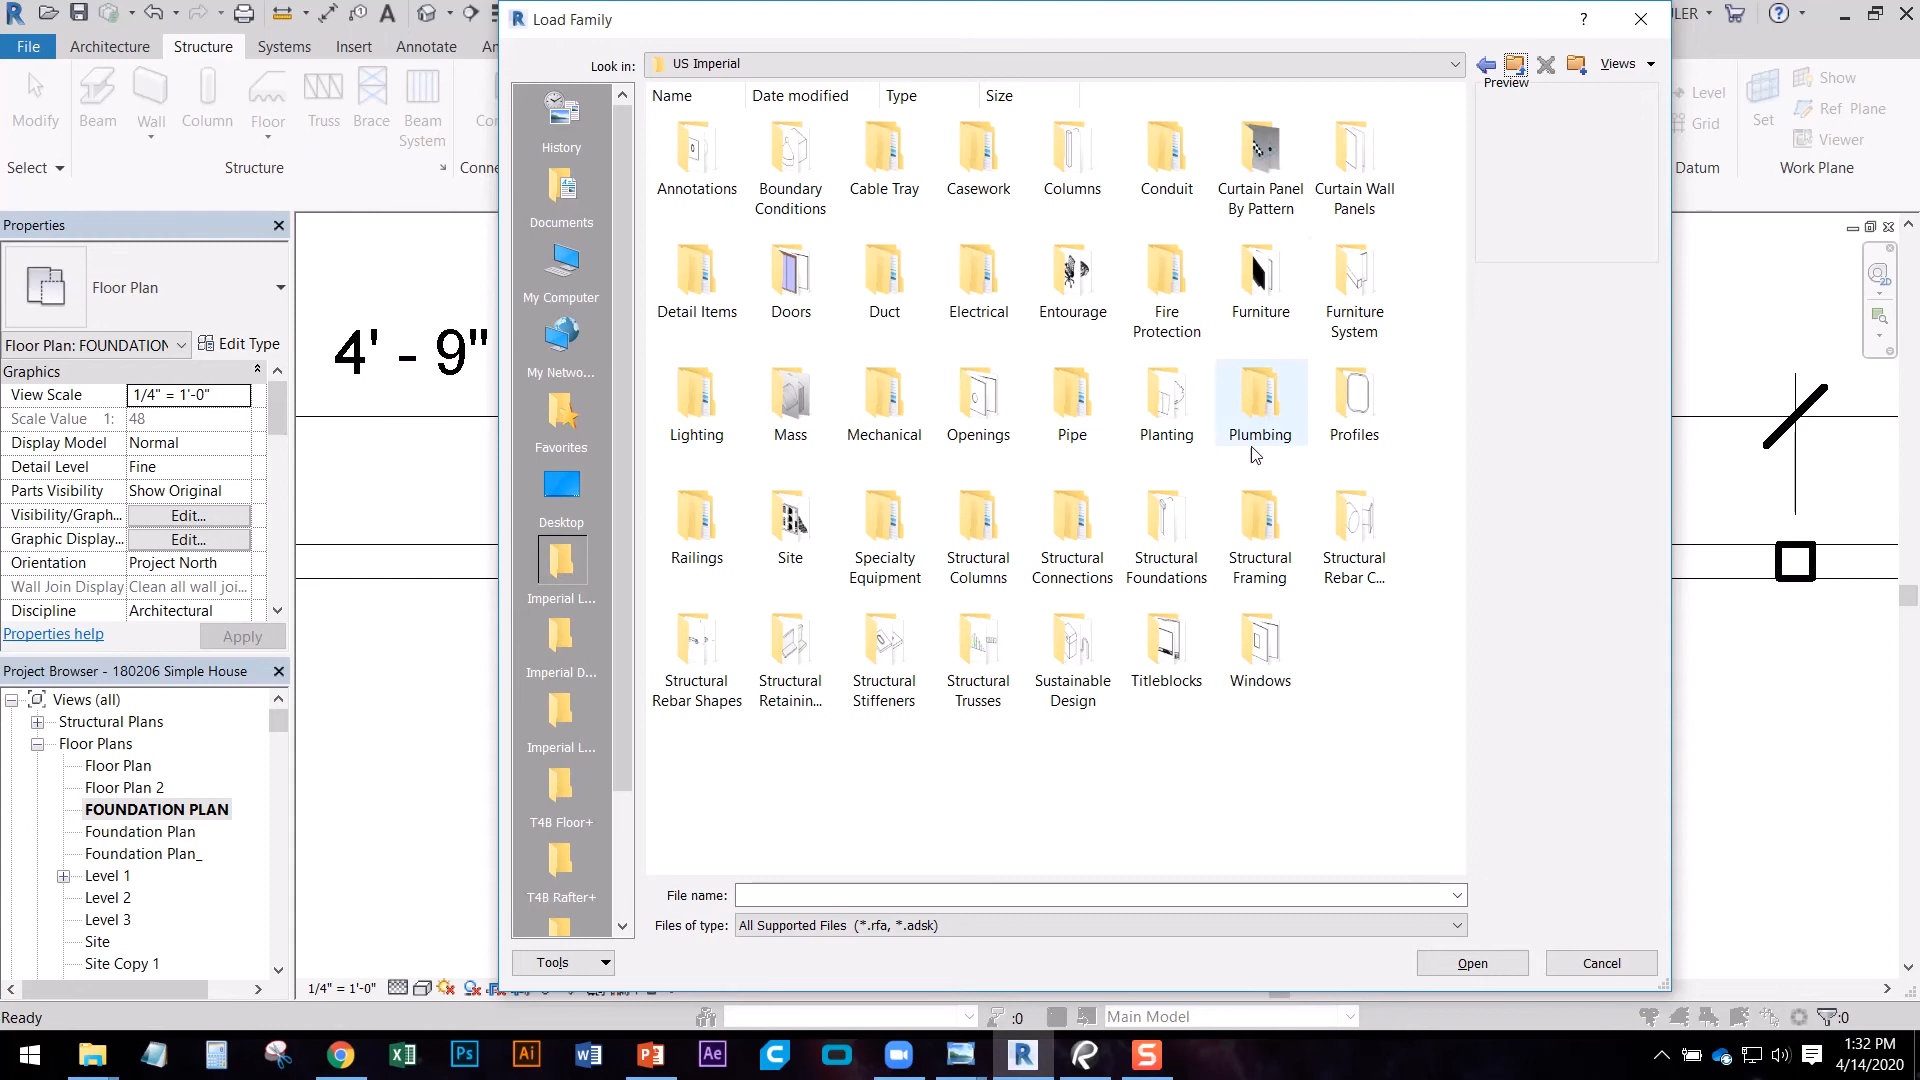 Load Family
ULER
File
Architecture
Structure
Systems
Insert
Annotate
Modify
Beam
Wall
Column
Floor
Truss
Brace
Beam
System
Select
Structure
Look in:
US Imperial
Views
Preview
Name
Date modified
Type
Size
Level
Grid
Set
Show
Ref Plane
Viewer
Datum
Work Plane
History
Documents
My Computer
My Netwo...
Favorites
Desktop
Imperial L...
Imperial D...
Imperial L...
T4B Floor+
T4B Rafter+
Annotations
Boundary Conditions
Cable Tray
Casework
Columns
Conduit
Curtain Panel By Pattern
Curtain Wall Panels
Detail Items
Doors
Duct
Electrical
Entourage
Fire Protection
Furniture
Furniture System
Lighting
Mass
Mechanical
Openings
Pipe
Planting
Plumbing
Profiles
Railings
Site
Specialty Equipment
Structural Columns
Structural Connections
Structural Foundations
Structural Framing
Structural Rebar C...
Structural Rebar Shapes
Structural Retainin...
Structural Stiffeners
Structural Trusses
Sustainable Design
Titleblocks
Windows
File name:
Files of type:
All Supported Files (*.rfa, *.adsk)
Tools
Open
Cancel
Properties
Floor Plan
Floor Plan: FOUNDATION
Edit Type
Graphics
View Scale 1/4" = 1'-0"
Scale Value 1: 48
Display Model Normal
Detail Level Fine
Parts Visibility Show Original
Visibility/Graph... Edit...
Graphic Display... Edit...
Orientation Project North
Wall Join Display Clean all wall joi...
Discipline Architectural
Properties help
Apply
4' - 9"
Project Browser - 180206 Simple House
Views (all)
Structural Plans
Floor Plans
Floor Plan
Floor Plan 2
FOUNDATION PLAN
Foundation Plan
Foundation Plan_
Level 1
Level 2
Level 3
Site
Site Copy 1
1/4" = 1'-0"
Ready
:0
Main Model
:0
1:32 PM
4/14/2020